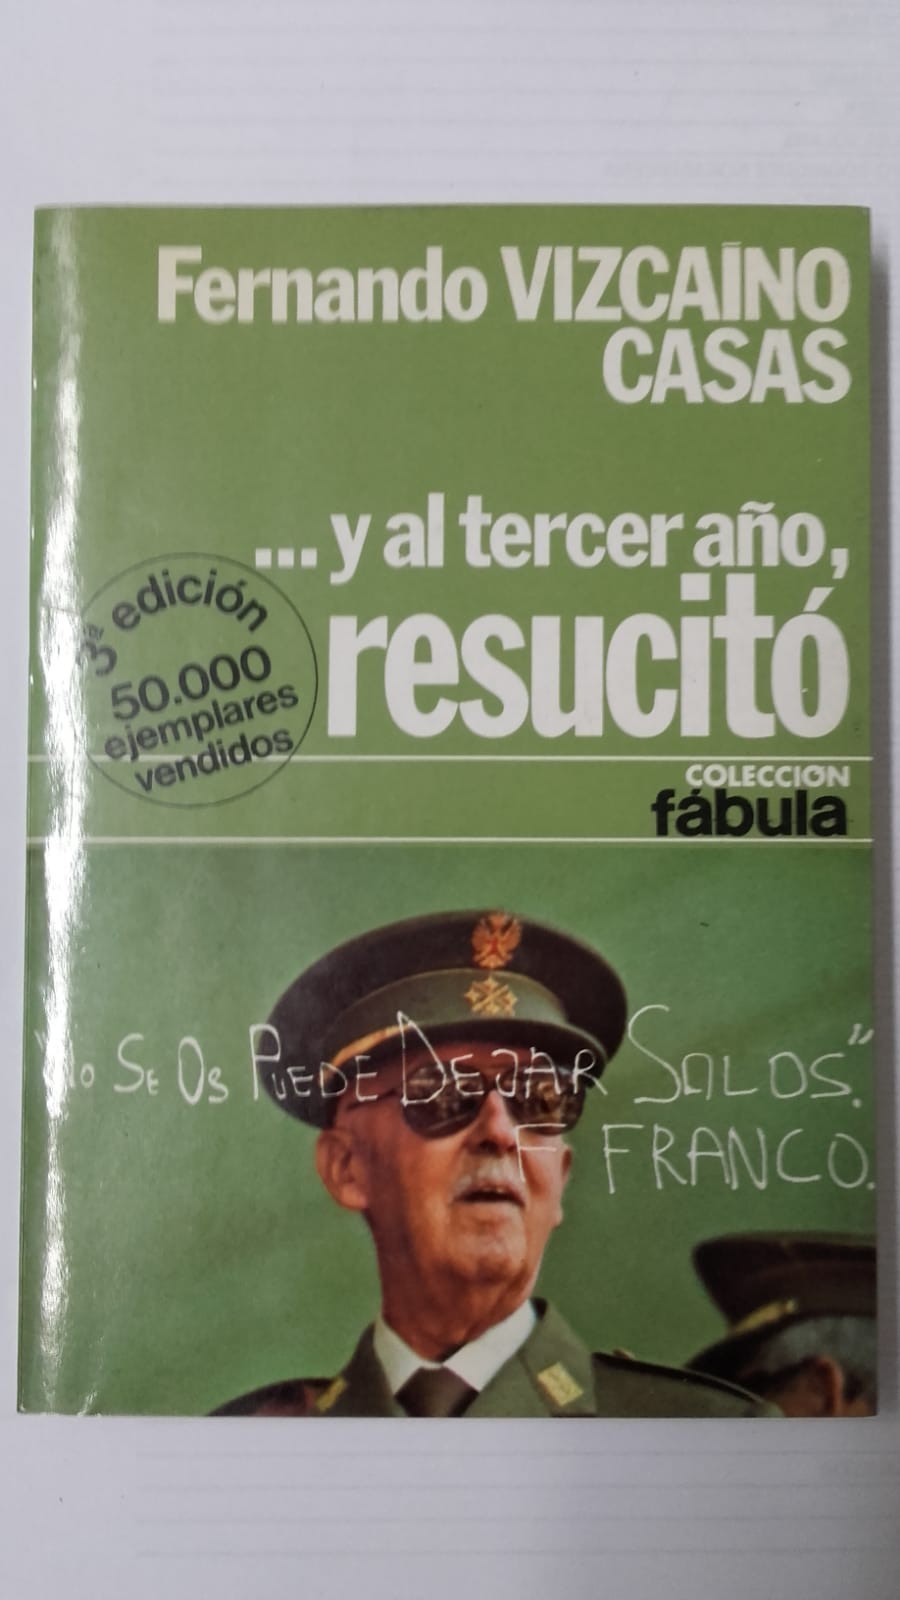 Fernando VIZCAÍNO
CASAS
... y al tercer año,
resucitó
3ª edición
50.000
ejemplares
vendidos
COLECCIÓN
fábula
"No SE OS PUEDE DEJAR SOLOS".
F FRANCO.